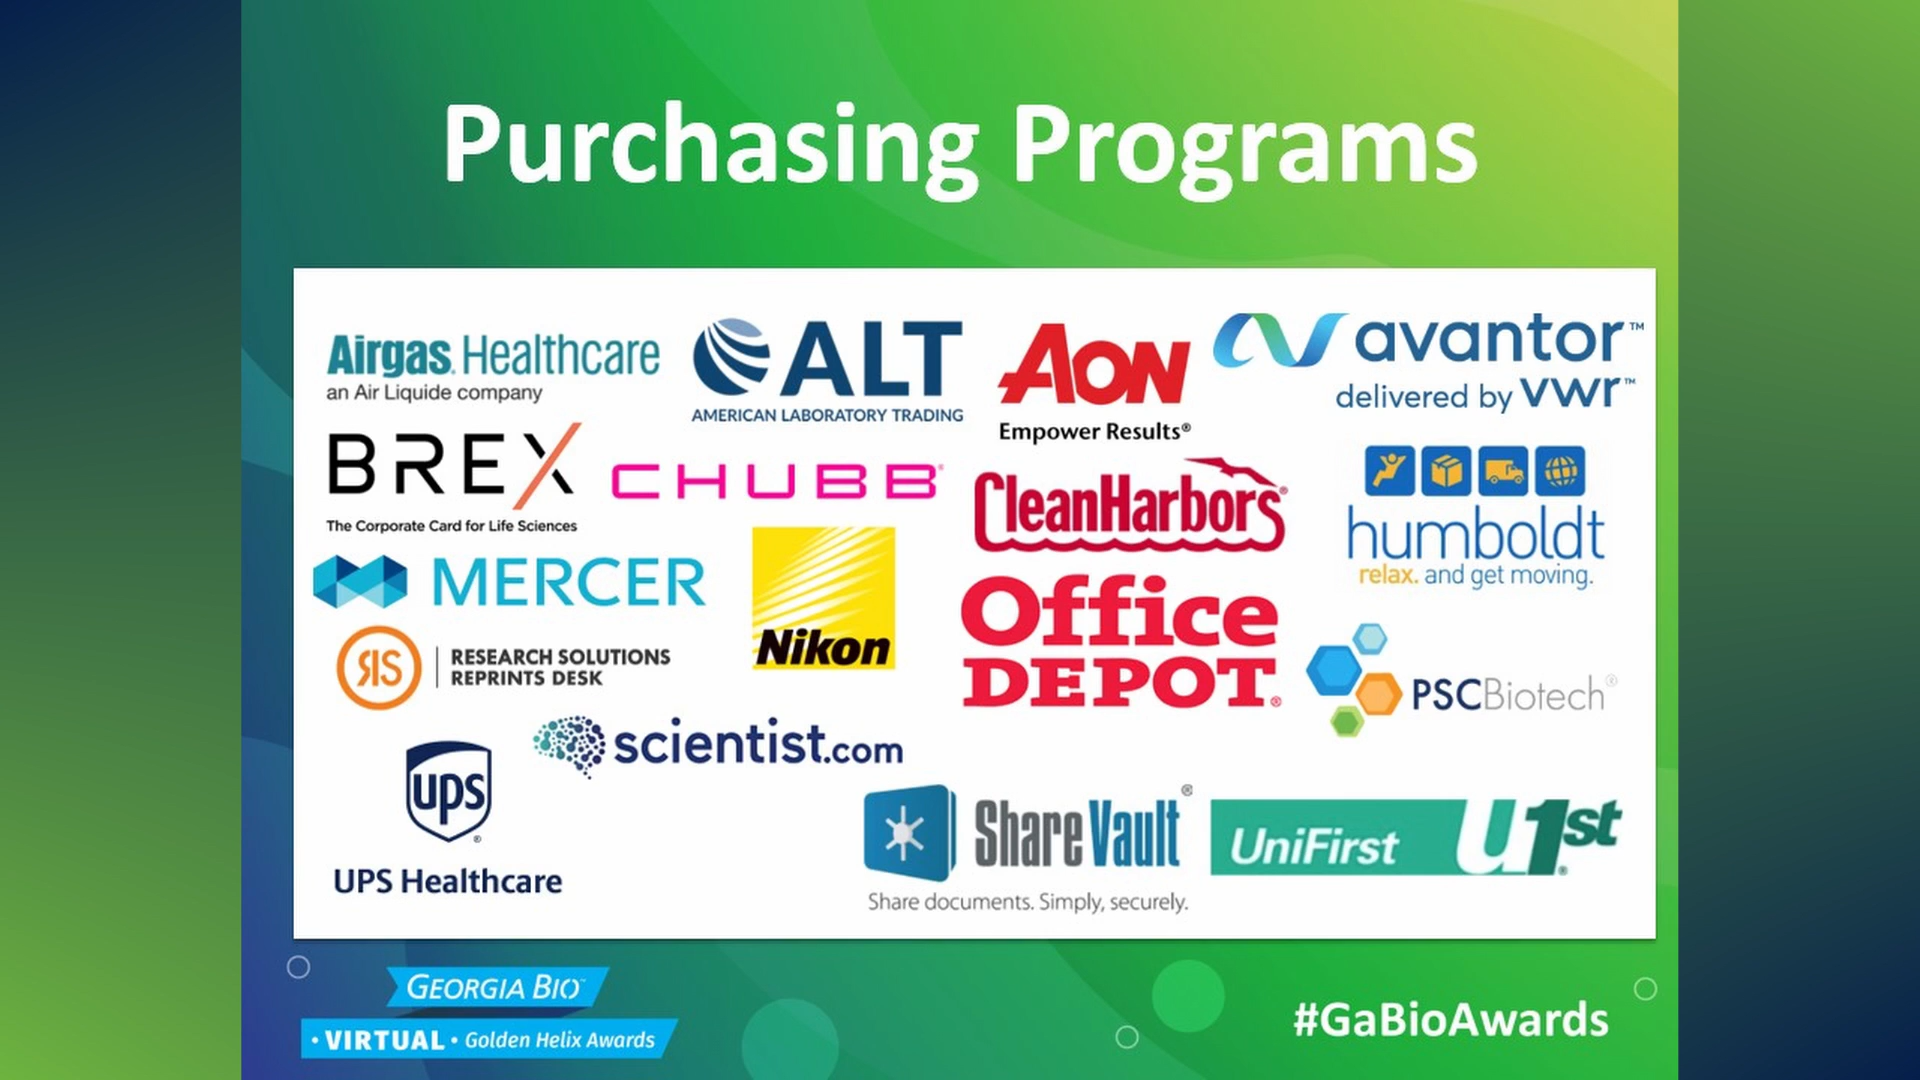 Purchasing Programs
Airgas Healthcare
an Air Liquide company
ALT
AMERICAN LABORATORY TRADING
AON
Empower Results®
avantor™
delivered by vwr™
BREX
The Corporate Card for Life Sciences
CHUBB®
CleanHarbors®
humboldt
relax. and get moving.
MERCER
Nikon
Office
DEPOT®
RS
RESEARCH SOLUTIONS
REPRINTS DESK
PSCBiotech®
scientist.com
ups®
UPS Healthcare
ShareVault®
Share documents. Simply, securely.
UniFirst U1st®
GEORGIA BIO™
• VIRTUAL • Golden Helix Awards
#GaBioAwards